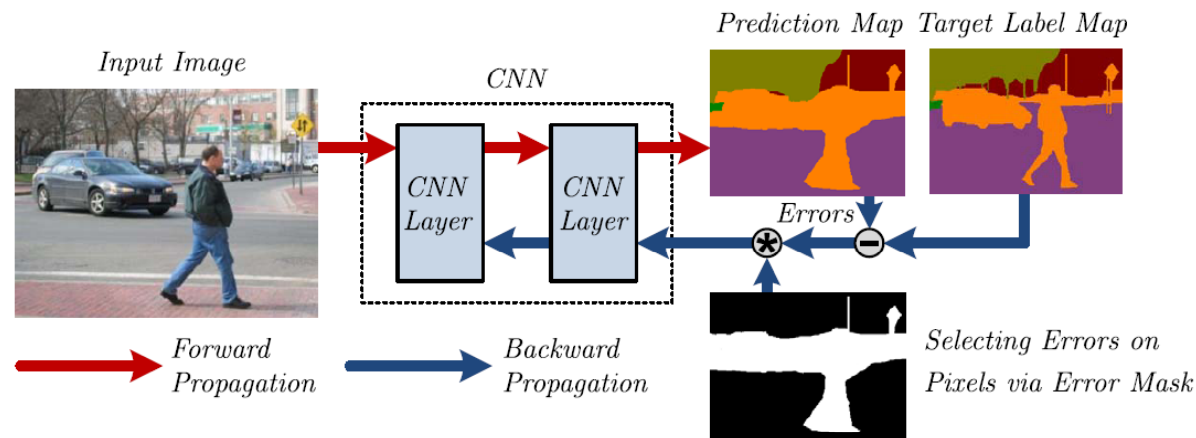 Prediction Map
Target Label Map
Input Image
CNN
CNN
Layer
CNN
Layer
Errors
Forward
Propagation
Backward
Propagation
Selecting Errors on
Pixels via Error Mask